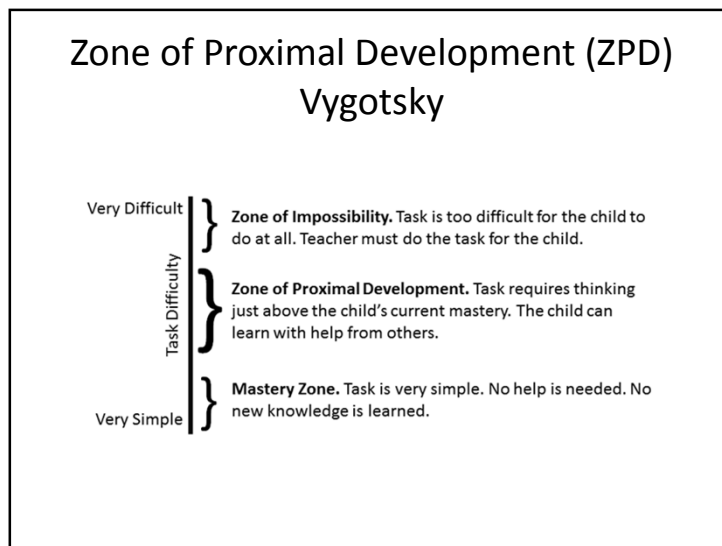 Zone of Proximal Development (ZPD)
Vygotsky
Very Difficult
Task Difficulty
Very Simple
Zone of Impossibility. Task is too difficult for the child to
do at all. Teacher must do the task for the child.
Zone of Proximal Development. Task requires thinking
just above the child's current mastery. The child can
learn with help from others.
Mastery Zone. Task is very simple. No help is needed. No
new knowledge is learned.